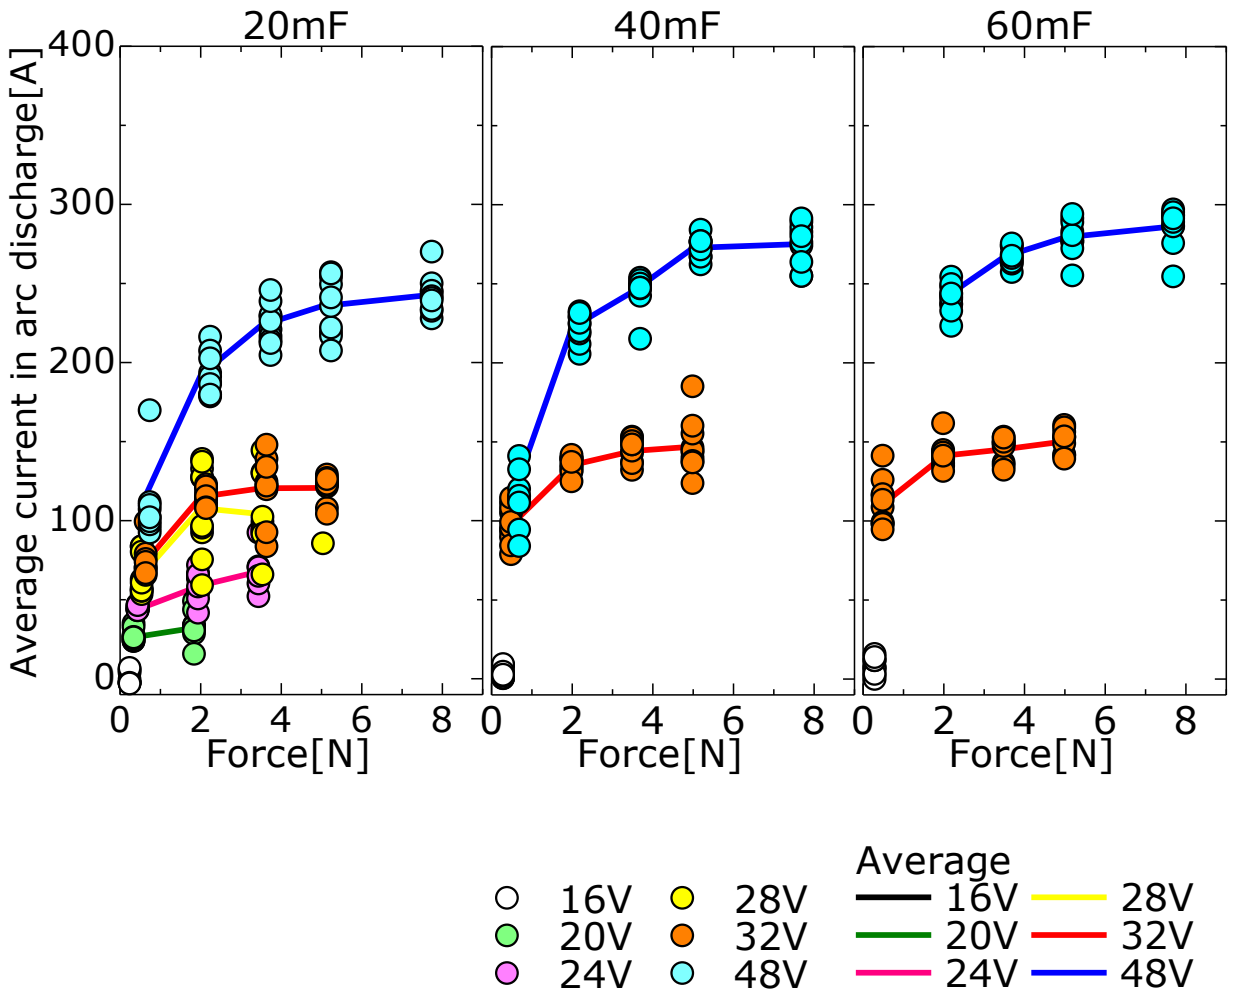 20mF 40mF 60mF
Average current in arc discharge[A]
400
300
200
100
0
0 2 4 6 8 0 2 4 6 8 0 2 4 6 8
Force[N] Force[N] Force[N]
Average
16V 28V 16V 28V
20V 32V 20V 32V
24V 48V 24V 48V